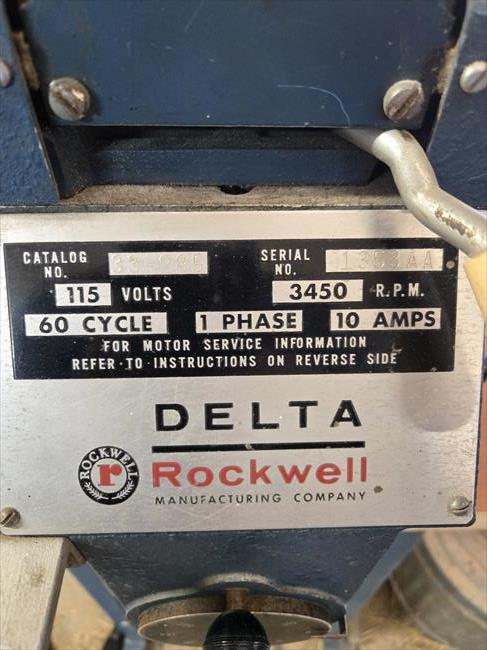 CATALOG NO. SERIAL NO.
115 VOLTS 3450 R.P.M.
60 CYCLE 1 PHASE 10 AMPS
FOR MOTOR SERVICE INFORMATION
REFER TO INSTRUCTIONS ON REVERSE SIDE
DELTA
ROCKWELL r Rockwell
MANUFACTURING COMPANY